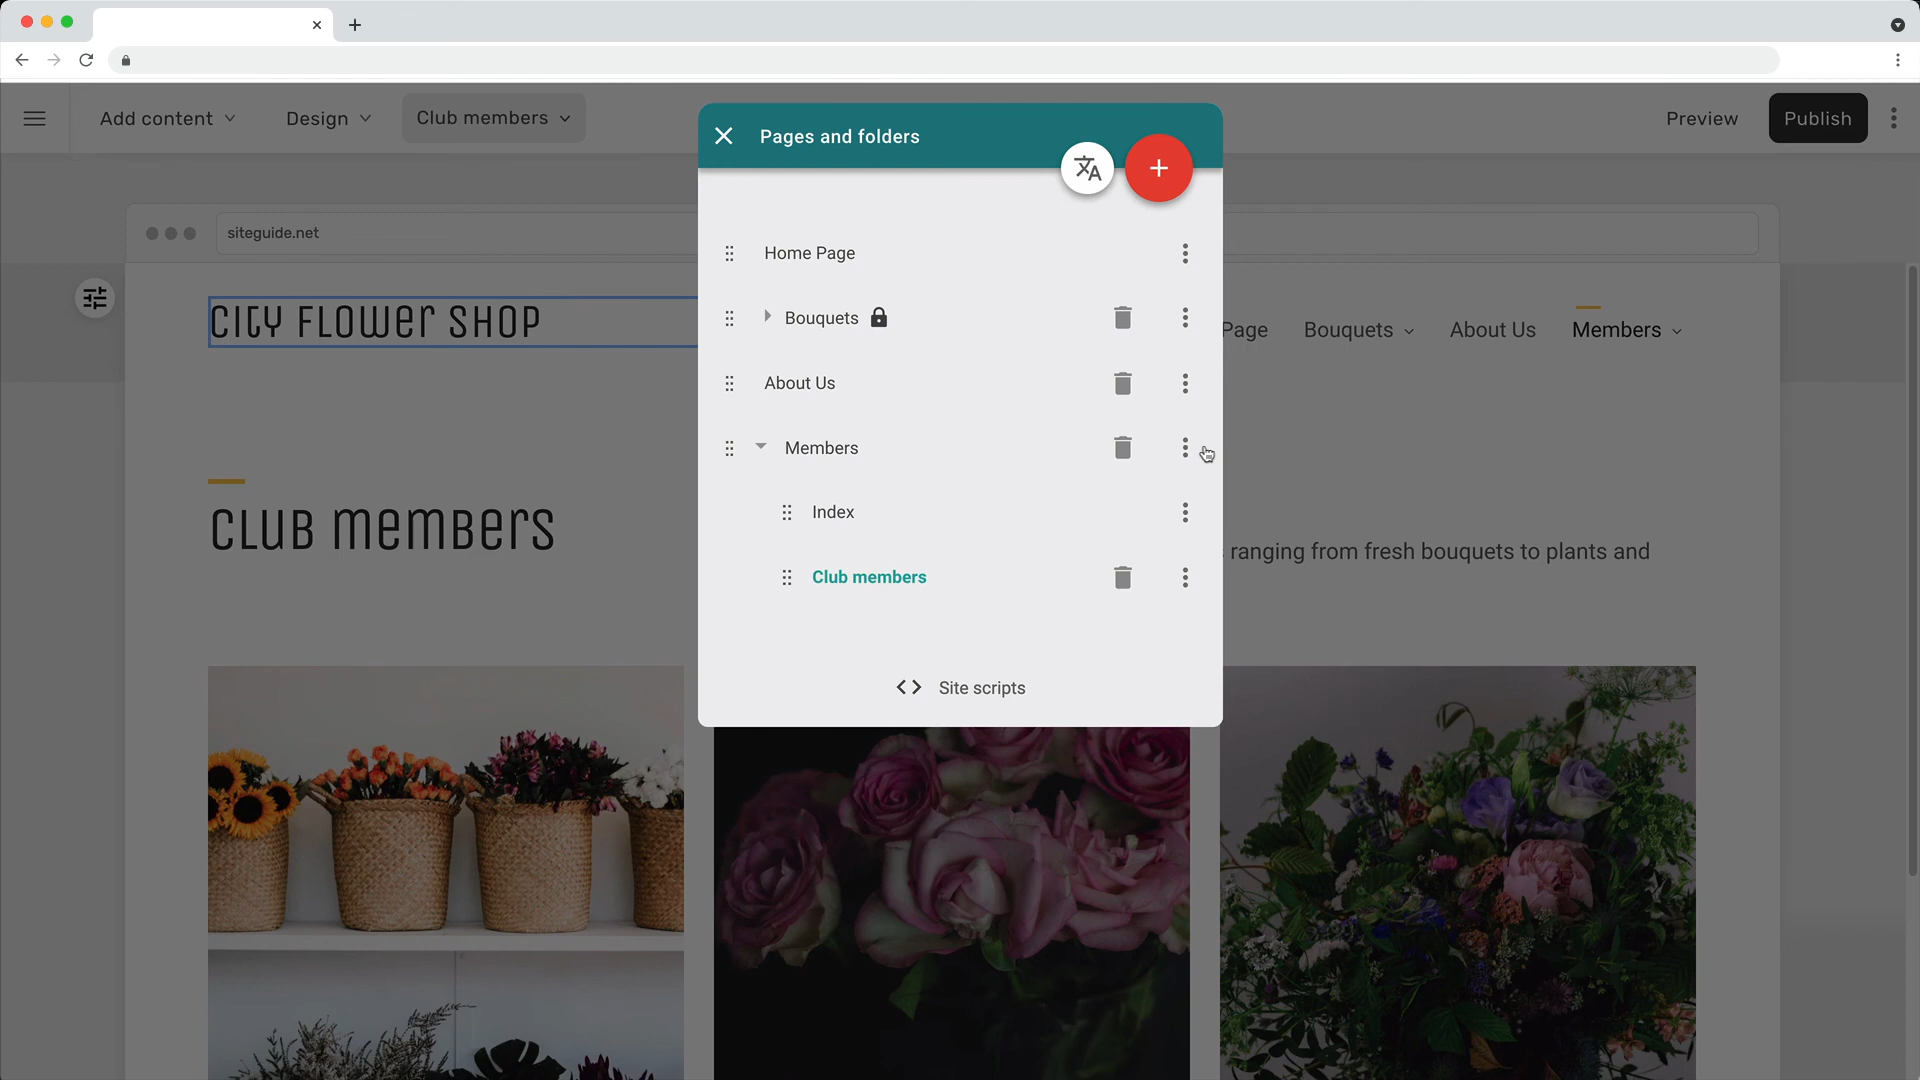 Add content
Design
Club members
Preview
Publish
Pages and folders
siteguide.net
Home Page
Bouquets
About Us
Members
Index
Club members
Site scripts
City Flower Shop
Page
Bouquets
About Us
Members
Club members
ranging from fresh bouquets to plants and